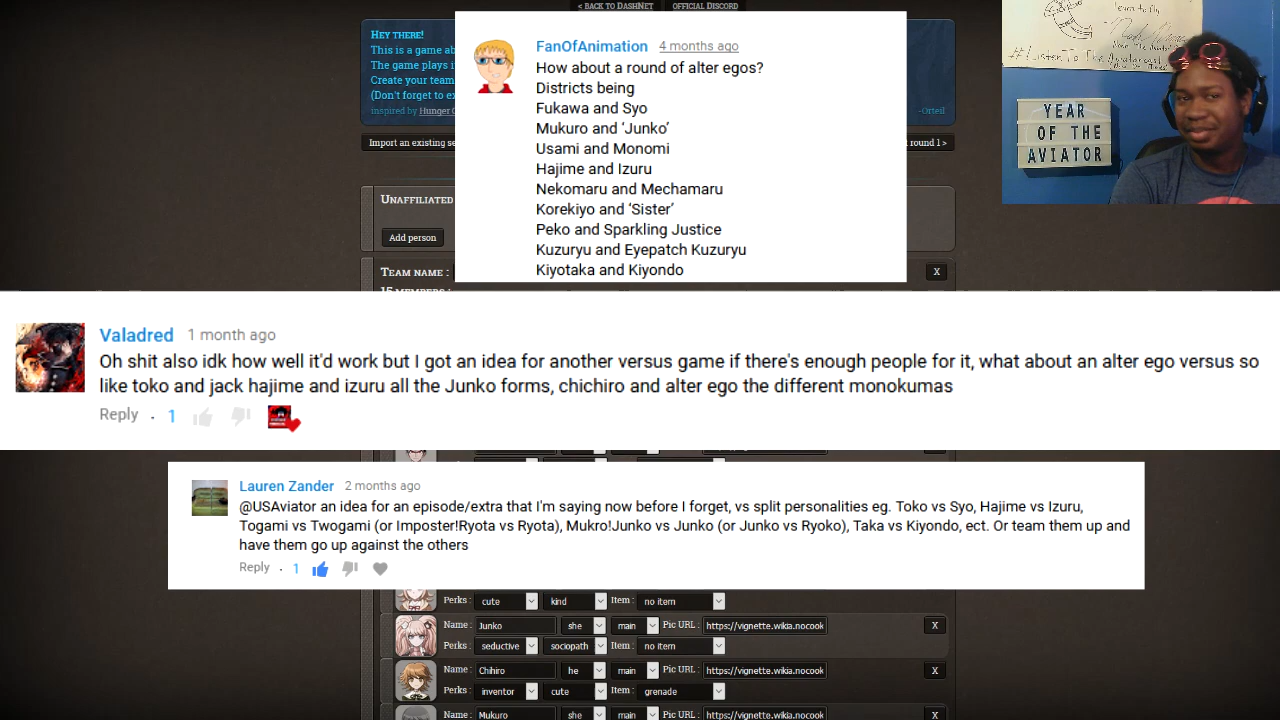 < BACK TO DASHNET OFFICIAL DISCORD
HEY THERE!
This is a game ab
The game plays i
Create your team
(Don't forget to ex
inspired by Hunger G
-Orteil
Import an existing se
round 1 >
UNAFFILIATED
Add person
TEAM NAME :
X
15 MEMBERS :
FanOfAnimation 4 months ago
How about a round of alter egos?
Districts being
Fukawa and Syo
Mukuro and ‘Junko’
Usami and Monomi
Hajime and Izuru
Nekomaru and Mechamaru
Korekiyo and ‘Sister’
Peko and Sparkling Justice
Kuzuryu and Eyepatch Kuzuryu
Kiyotaka and Kiyondo
YEAR
OF THE
AVIATOR
Valadred 1 month ago
Oh shit also idk how well it'd work but I got an idea for another versus game if there's enough people for it, what about an alter ego versus so
like toko and jack hajime and izuru all the Junko forms, chichiro and alter ego the different monokumas
Reply · 1
Lauren Zander 2 months ago
@USAviator an idea for an episode/extra that I'm saying now before I forget, vs split personalities eg. Toko vs Syo, Hajime vs Izuru,
Togami vs Twogami (or Imposter!Ryota vs Ryota), Mukro!Junko vs Junko (or Junko vs Ryoko), Taka vs Kiyondo, ect. Or team them up and
have them go up against the others
Reply · 1
Perks : cute kind Item : no item
Name : Junko she main Pic URL : https://vignette.wikia.nocook X
Perks : seductive sociopath Item : no item
Name : Chihiro he main Pic URL : https://vignette.wikia.nocook X
Perks : inventor cute Item : grenade
Name : Mukuro she main Pic URL : https://vignette.wikia.nocook X